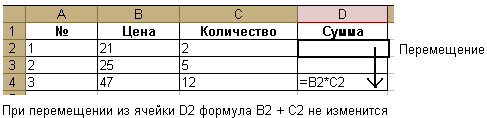 A B C D
1 № Цена Количество Сумма
2 1 21 2
Перемещение
3 2 25 5
4 3 47 12 =B2*C2
При перемещении из ячейки D2 формула B2 + C2 не изменится